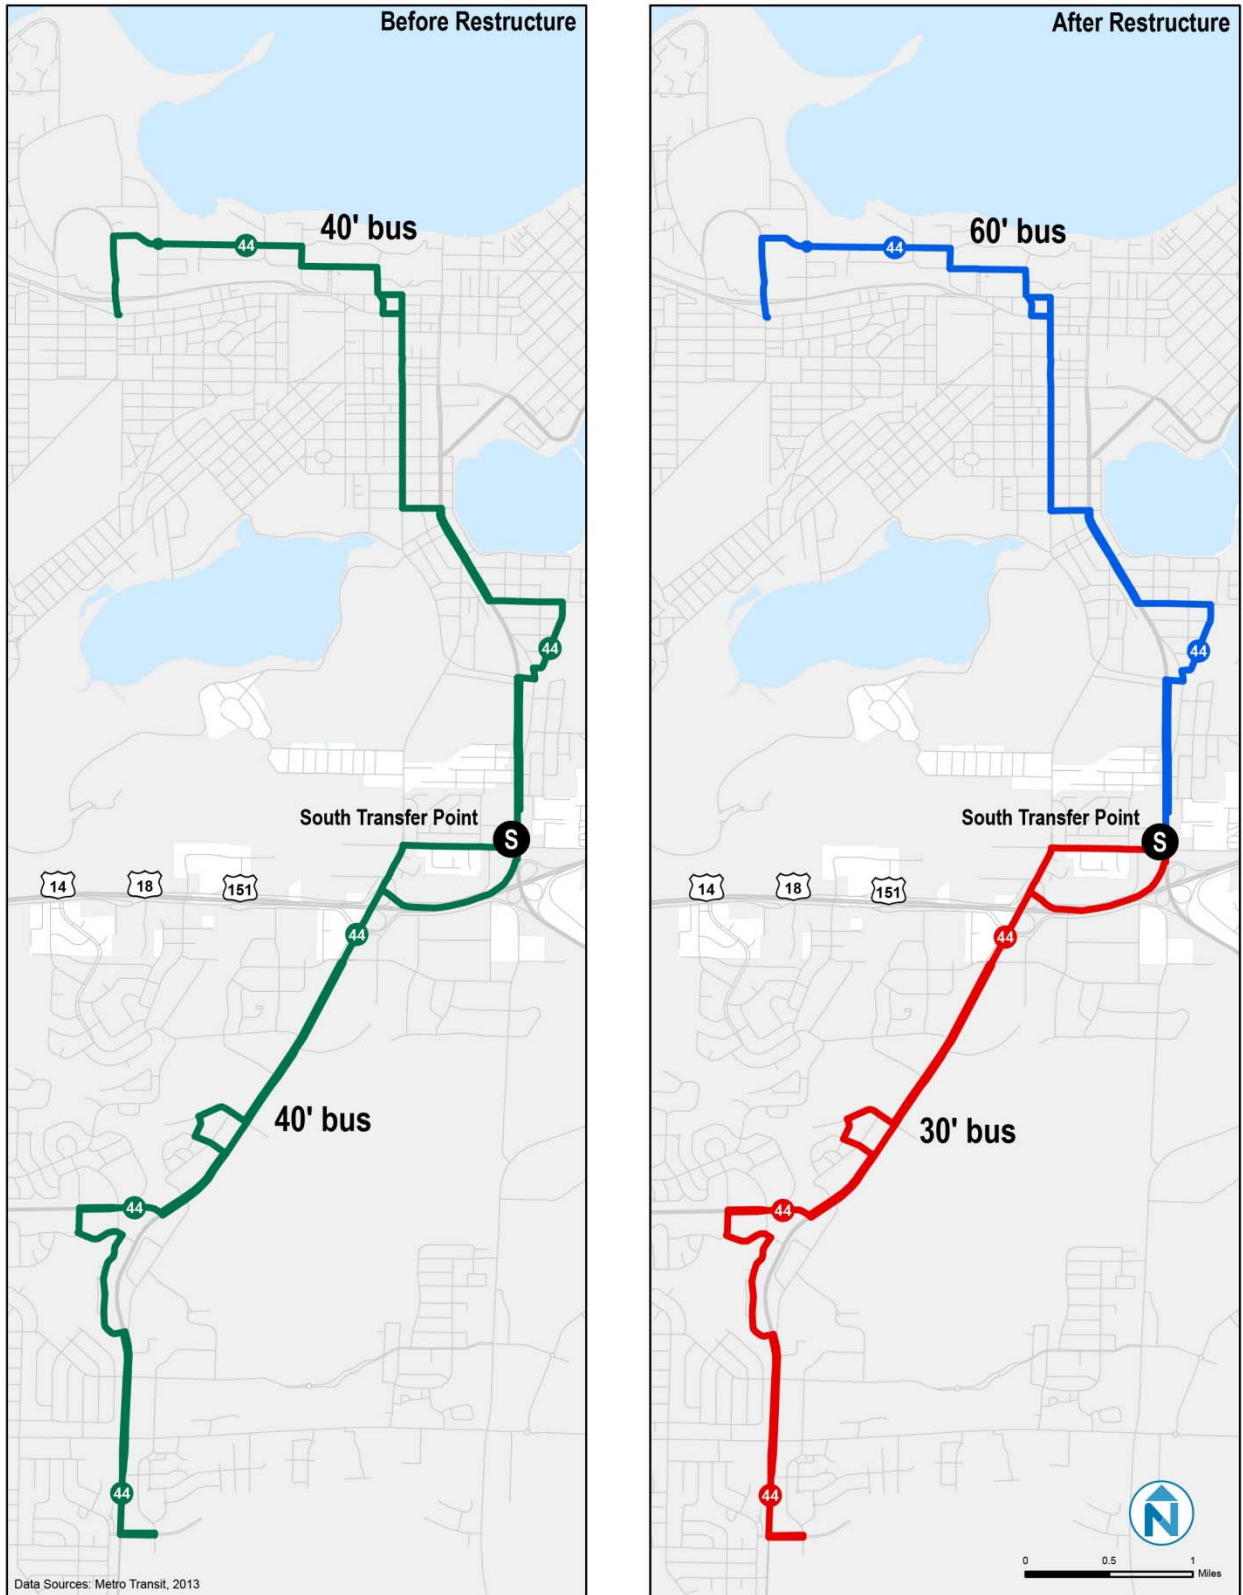 Before Restructure
40' bus
44
44
South Transfer Point
S
14
18
151
44
40' bus
44
44
Data Sources: Metro Transit, 2013
After Restructure
60' bus
44
44
South Transfer Point
S
14
18
151
44
30' bus
44
44
N
0 0.5 1
Miles